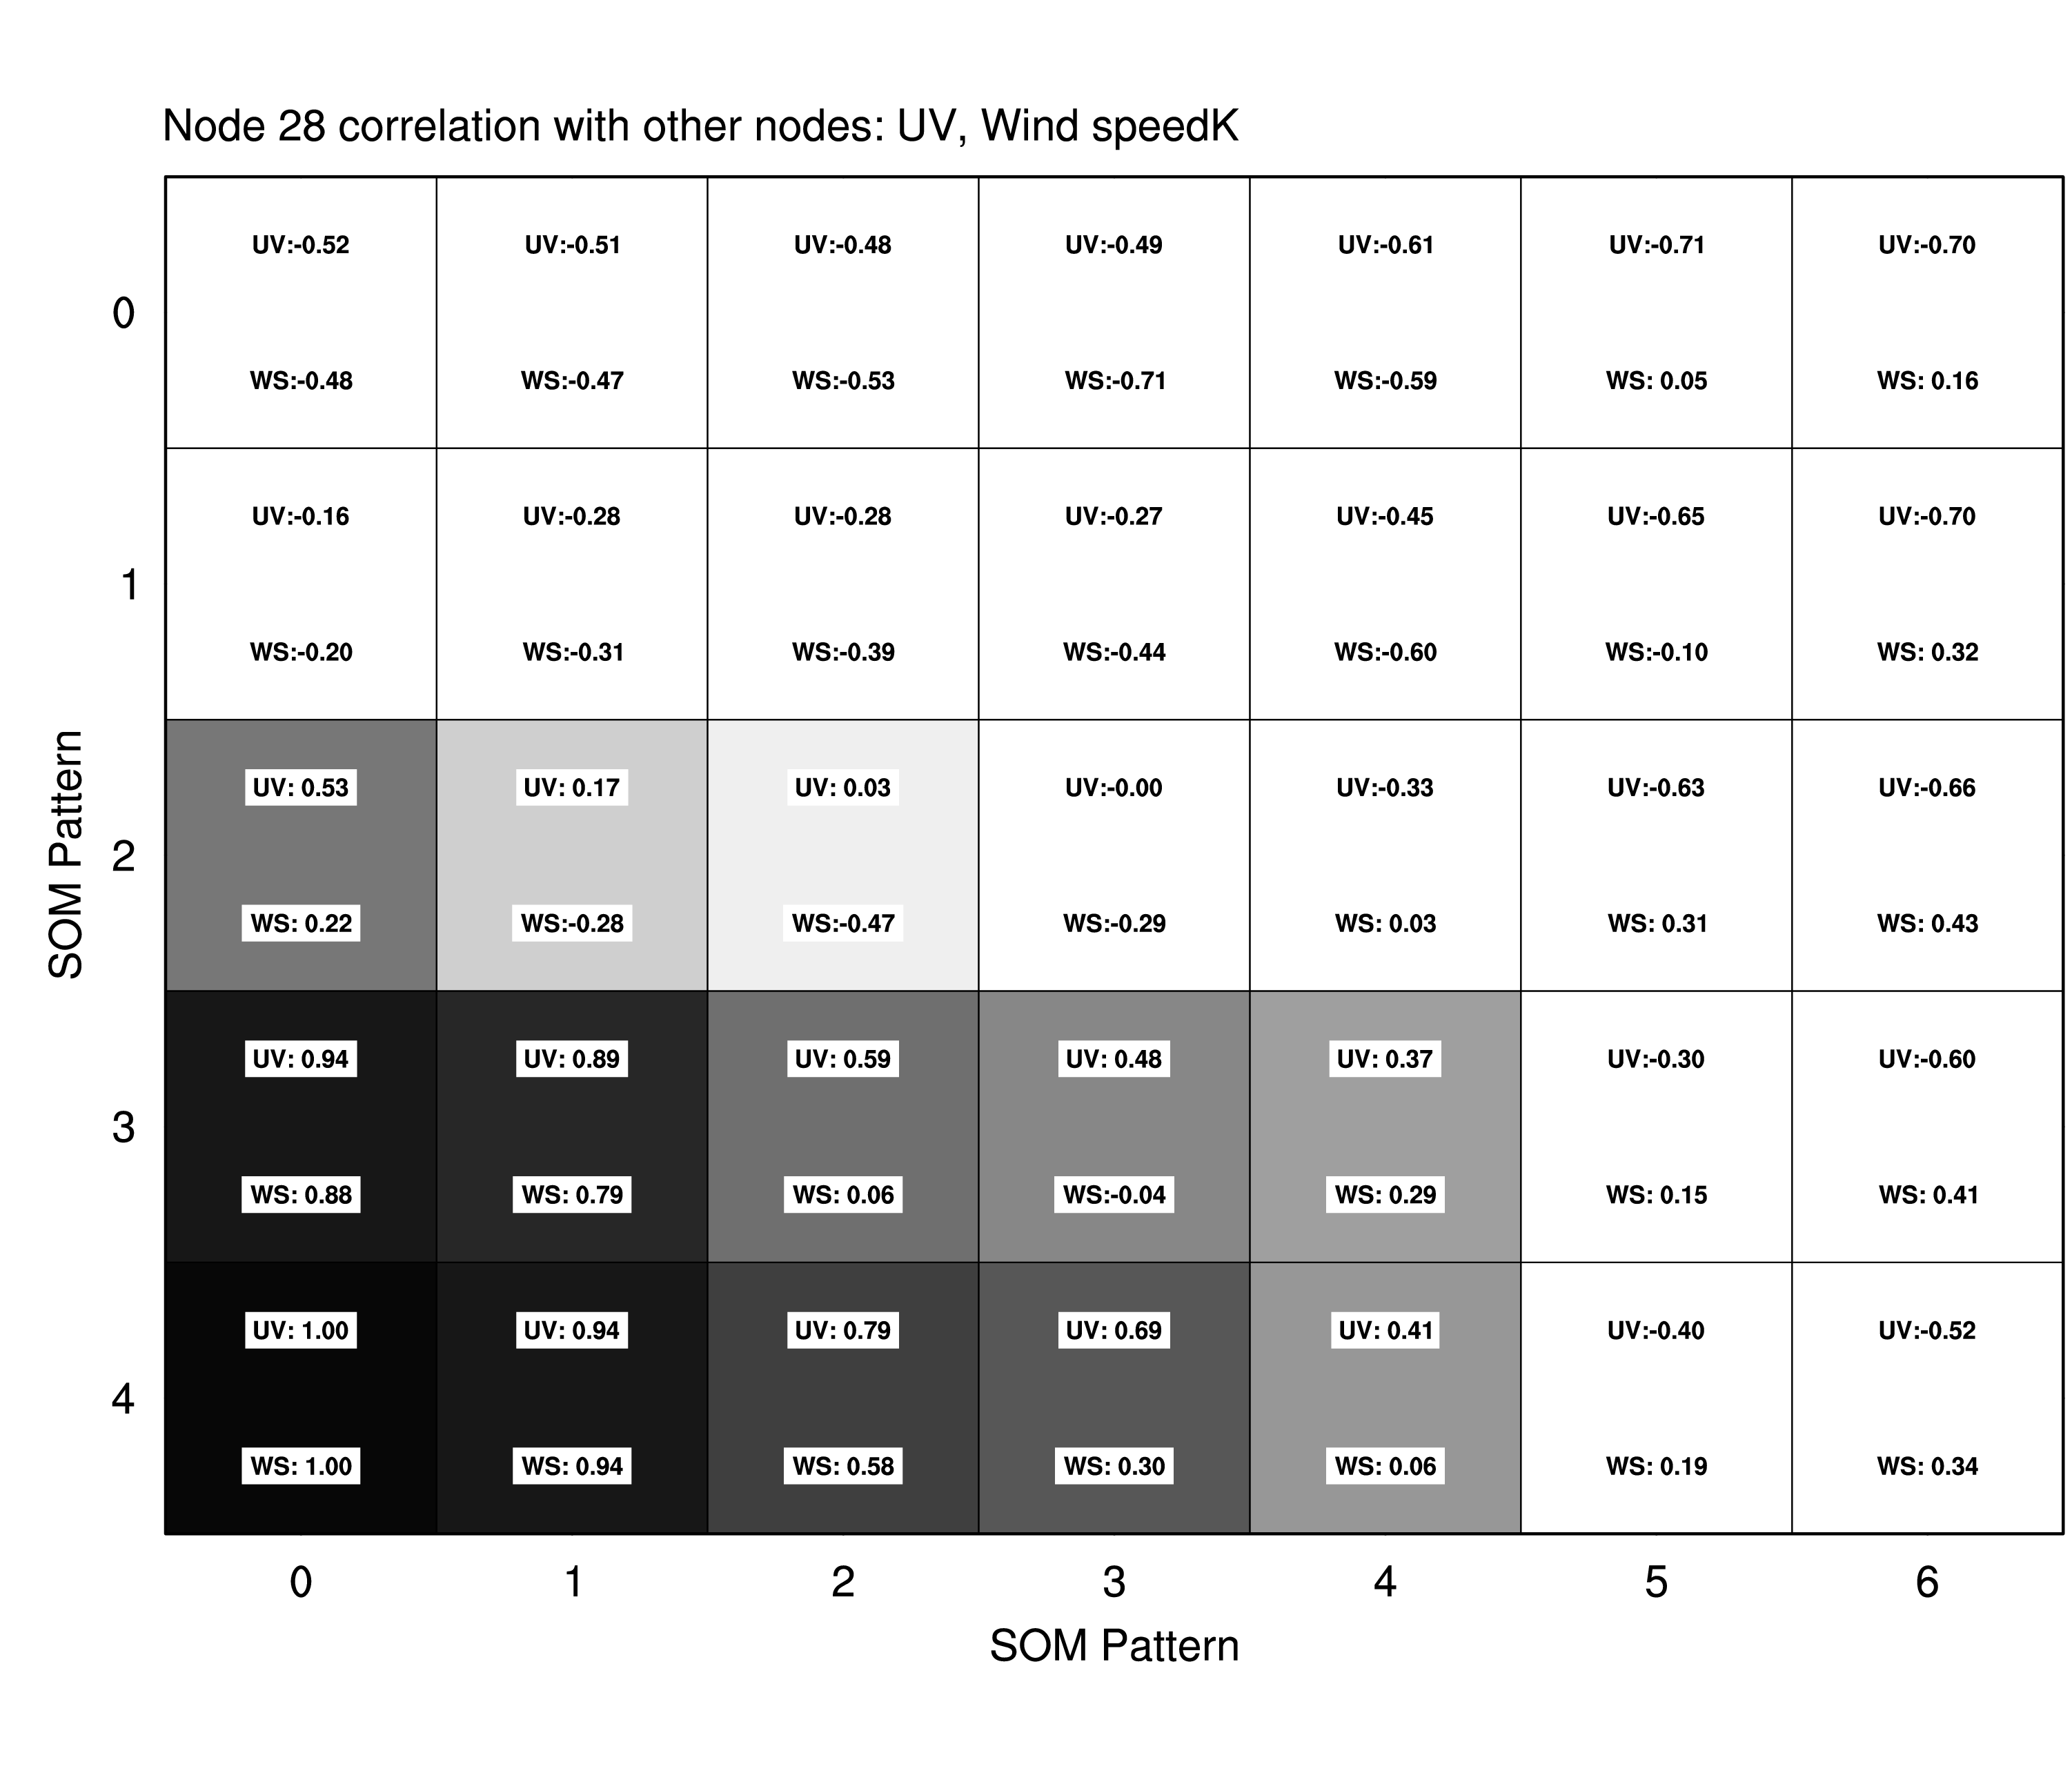 Node 28 correlation with other nodes: UV, Wind speedK
UV:-0.52 UV:-0.51 UV:-0.48 UV:-0.49 UV:-0.61 UV:-0.71 UV:-0.70
0
WS:-0.48 WS:-0.47 WS:-0.53 WS:-0.71 WS:-0.59 WS: 0.05 WS: 0.16
UV:-0.16 UV:-0.28 UV:-0.28 UV:-0.27 UV:-0.45 UV:-0.65 UV:-0.70
1
WS:-0.20 WS:-0.31 WS:-0.39 WS:-0.44 WS:-0.60 WS:-0.10 WS: 0.32
UV: 0.53 UV: 0.17 UV: 0.03 UV:-0.00 UV:-0.33 UV:-0.63 UV:-0.66
2
WS: 0.22 WS:-0.28 WS:-0.47 WS:-0.29 WS: 0.03 WS: 0.31 WS: 0.43
UV: 0.94 UV: 0.89 UV: 0.59 UV: 0.48 UV: 0.37 UV:-0.30 UV:-0.60
3
WS: 0.88 WS: 0.79 WS: 0.06 WS:-0.04 WS: 0.29 WS: 0.15 WS: 0.41
UV: 1.00 UV: 0.94 UV: 0.79 UV: 0.69 UV: 0.41 UV:-0.40 UV:-0.52
4
WS: 1.00 WS: 0.94 WS: 0.58 WS: 0.30 WS: 0.06 WS: 0.19 WS: 0.34
SOM Pattern
0 1 2 3 4 5 6
SOM Pattern